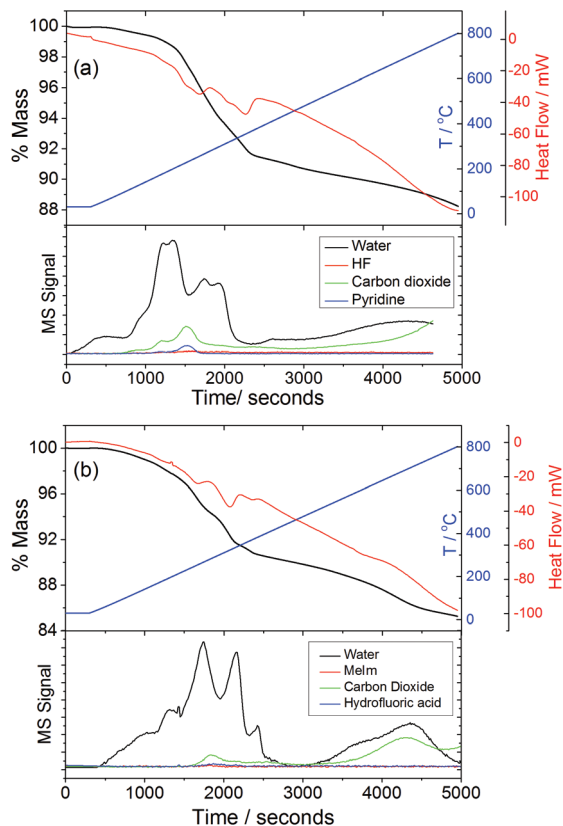 (a)
100
98
96
94
92
90
88
% Mass
800
600
400
200
0
T / °C
0
-20
-40
-60
-80
-100
Heat Flow / mW
Water
HF
Carbon dioxide
Pyridine
MS Signal
0 1000 2000 3000 4000 5000
Time/ seconds
(b)
100
96
92
88
84
% Mass
800
600
400
200
0
T / °C
0
-20
-40
-60
-80
-100
Heat Flow / mW
Water
MeIm
Carbon Dioxide
Hydrofluoric acid
MS Signal
0 1000 2000 3000 4000 5000
Time / seconds